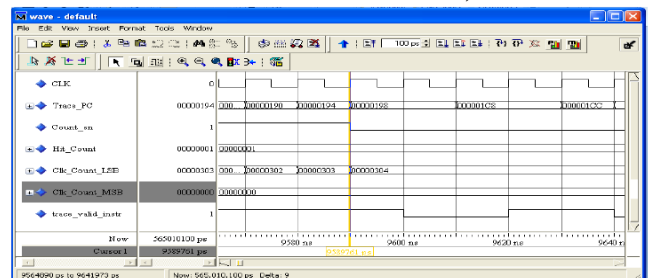 wave - default
File Edit View Insert Format Tools Window
100 ps
CLK 0
Trace_PC 00000194 000... 00000190 00000194 00000198 000001C8 000001CC
Count_en 1
Hit_Count 00000001 00000001
Clk_Count_LSB 00000303 000... 00000302 00000303 00000304
Clk_Count_MSB 00000000 00000000
trace_valid_instr 1
Now 565010100 ps 9580 ns 9600 ns 9620 ns 9640 n
Cursor 1 9589761 ps 9589761 ps
9564090 ps to 9641973 ps Now: 565,010,100 ps Delta: 9